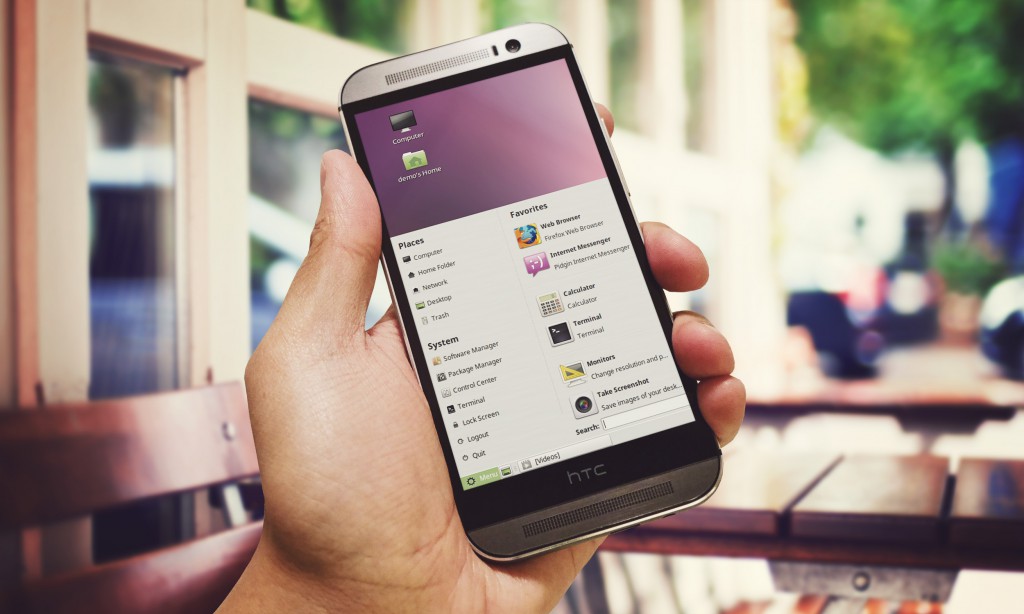 Computer
demo's Home
Places
Computer
Home Folder
Network
Desktop
Trash
System
Software Manager
Package Manager
Control Center
Terminal
Lock Screen
Logout
Quit
Favorites
Web Browser
Firefox Web Browser
Internet Messenger
Pidgin Internet Messenger
Calculator
Calculator
Terminal
Terminal
Monitors
Change resolution and p...
Take Screenshot
Save images of your desk...
Search:
Menu
[Videos]
hTC